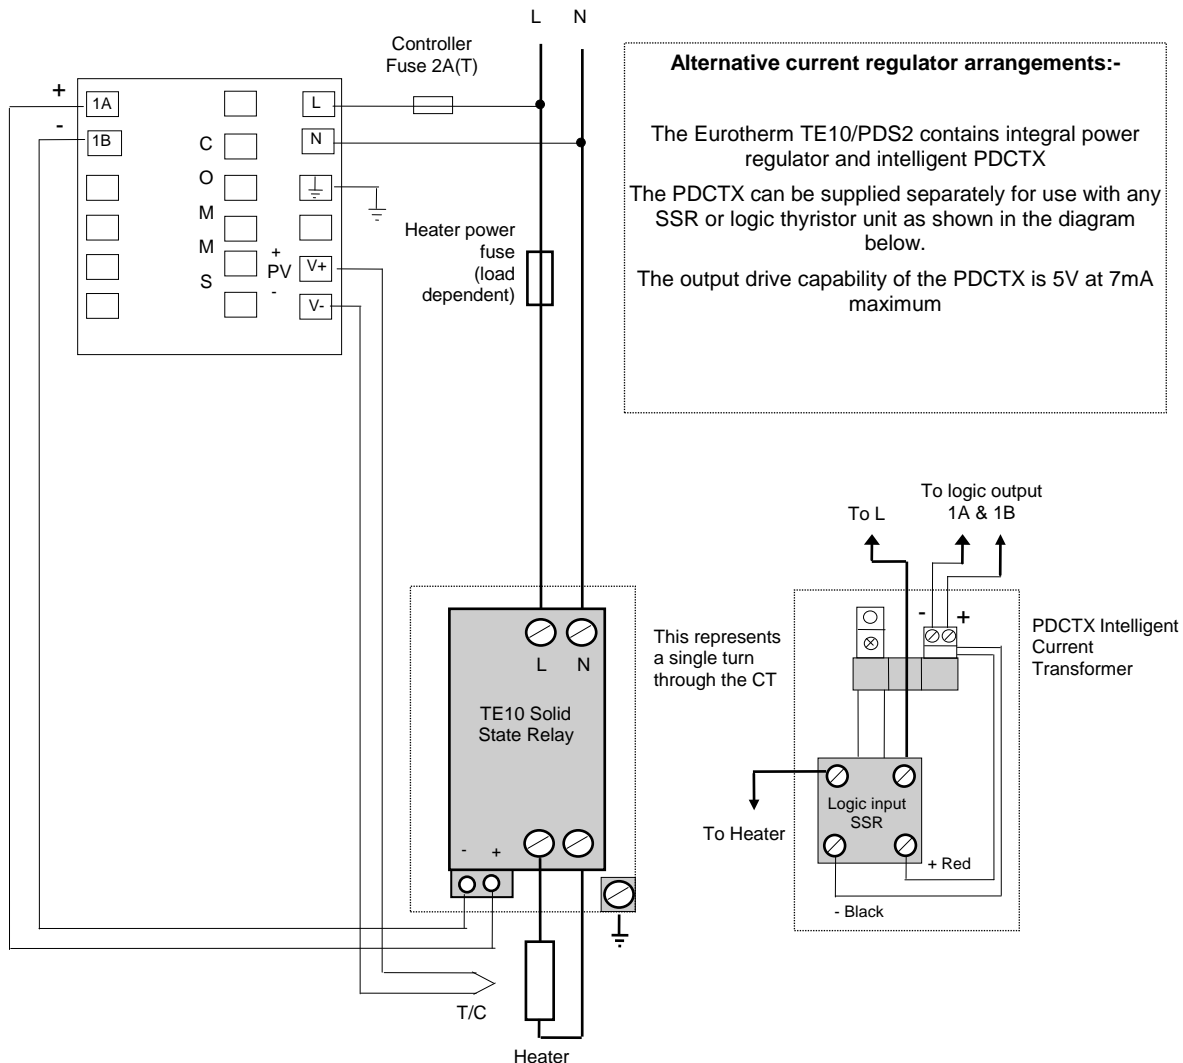 L N
Controller
Fuse 2A(T)
+ 1A
- 1B
C
O
M
M
S
L
N
+
PV
-
V+
V-
Heater power
fuse
(load
dependent)
Alternative current regulator arrangements:-
The Eurotherm TE10/PDS2 contains integral power
regulator and intelligent PDCTX
The PDCTX can be supplied separately for use with any
SSR or logic thyristor unit as shown in the diagram
below.
The output drive capability of the PDCTX is 5V at 7mA
maximum
L N
TE10 Solid
State Relay
- +
T/C
Heater
This represents
a single turn
through the CT
To L
To logic output
1A & 1B
- +
PDCTX Intelligent
Current
Transformer
Logic input
SSR
To Heater
+ Red
- Black